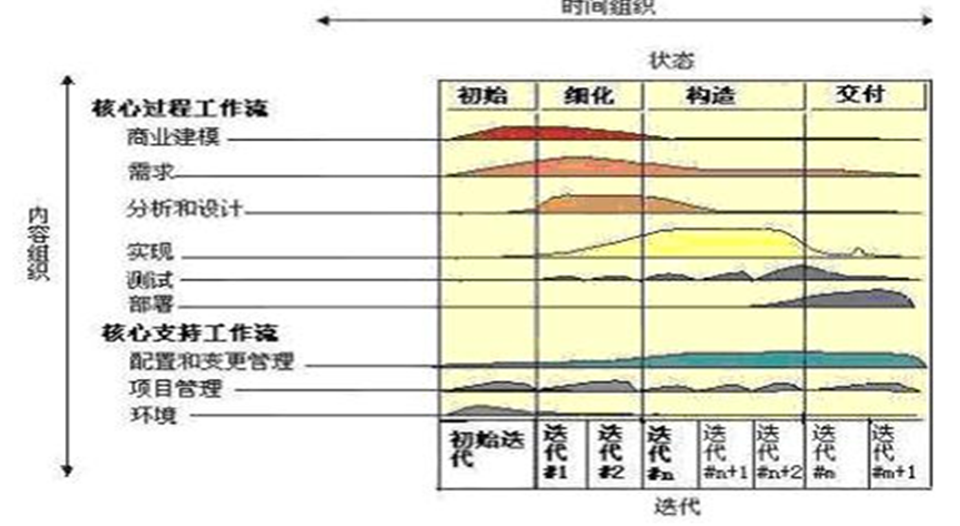 时间组织
状态
初始 细化 构造 交付
核心过程工作流
商业建模
需求
分析和设计
内容组织
实现
测试
部署
核心支持工作流
配置和变更管理
项目管理
环境
初始迭代
迭代#1
迭代#2
迭代#n
迭代#n+1
迭代#n+2
迭代#m
迭代#m+1
迭代